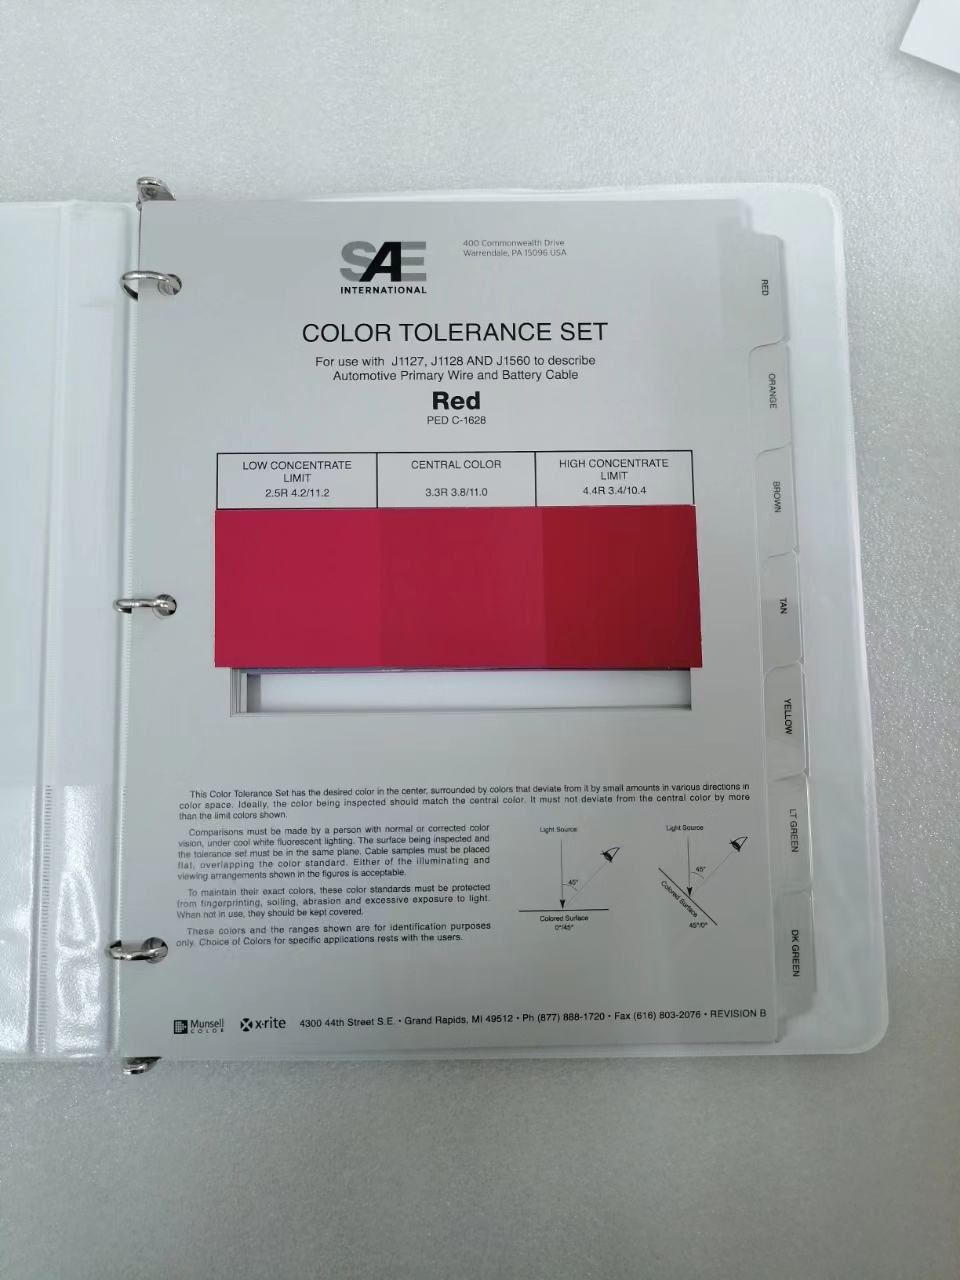 SAE
INTERNATIONAL
400 Commonwealth Drive
Warrendale, PA 15096 USA
COLOR TOLERANCE SET
For use with J1127, J1128 AND J1560 to describe
Automotive Primary Wire and Battery Cable
Red
PED C-1628
LOW CONCENTRATE
LIMIT
2.5R 4.2/11.2
CENTRAL COLOR
3.3R 3.8/11.0
HIGH CONCENTRATE
LIMIT
4.4R 3.4/10.4
This Color Tolerance Set has the desired color in the center, surrounded by colors that deviate from it by small amounts in various directions in
color space. Ideally, the color being inspected should match the central color. It must not deviate from the central color by more
than the limit colors shown.
Comparisons must be made by a person with normal or corrected color
vision, under cool white fluorescent lighting. The surface being inspected and
the tolerance set must be in the same plane. Cable samples must be placed
flat, overlapping the color standard. Either of the illuminating and
viewing arrangements shown in the figures is acceptable.
To maintain their exact colors, these color standards must be protected
from fingerprinting, soiling, abrasion and excessive exposure to light.
When not in use, they should be kept covered.
These colors and the ranges shown are for identification purposes
only. Choice of Colors for specific applications rests with the users.
Light Source
45°
Colored Surface
0°/45°
Light Source
45°
Colored Surface
45°/0°
Munsell
COLOR
x·rite
4300 44th Street S.E. • Grand Rapids, MI 49512 • Ph (877) 888-1720 • Fax (616) 803-2076 • REVISION B
RED
ORANGE
BROWN
TAN
YELLOW
LT GREEN
DK GREEN